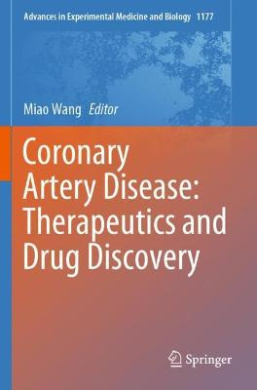 Advances in Experimental Medicine and Biology 1177
Miao Wang Editor
Coronary
Artery Disease:
Therapeutics and
Drug Discovery
Springer